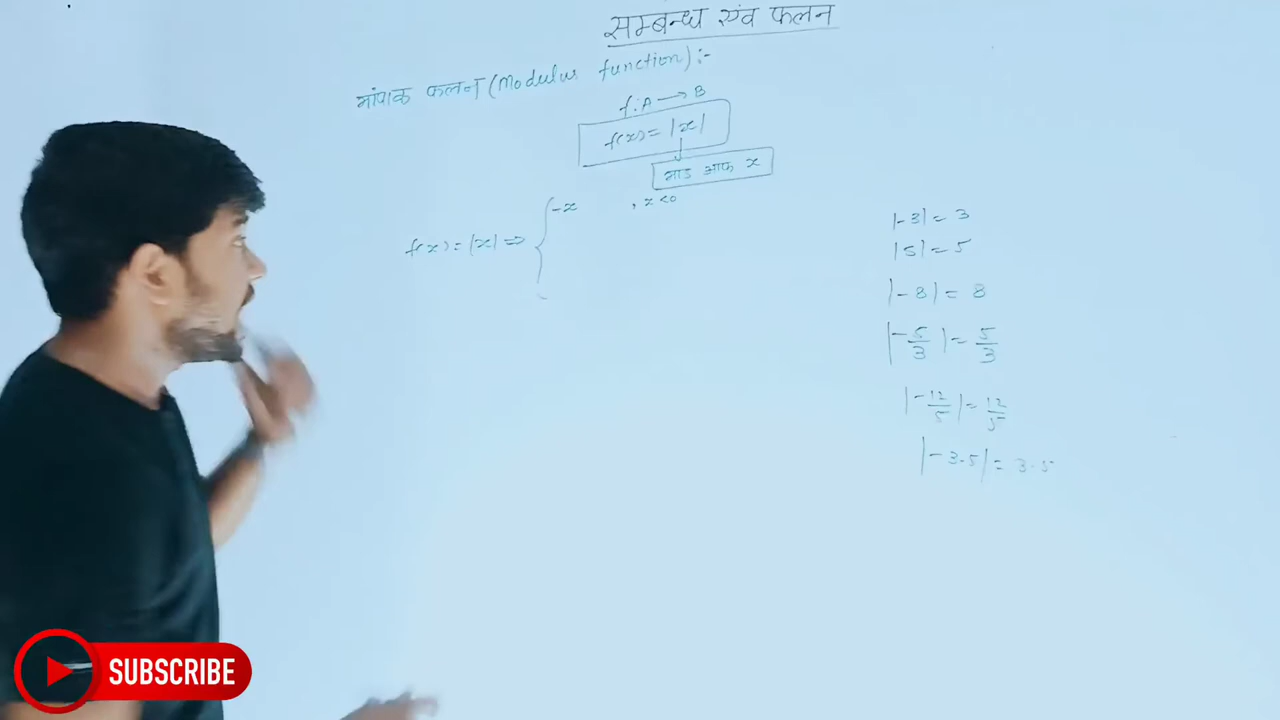 सम्बन्ध एंव फलन
मांपाक फलन (Modulus function) :-
f: A → B
f(x) = |x|
माड आफ x
f(x) = |x| ⇒ { -x , x<0
|-3| = 3
|5| = 5
|-8| = 8
|-5/3| = 5/3
|-12/5| = 12/5
|-3.5| = 3.5
SUBSCRIBE